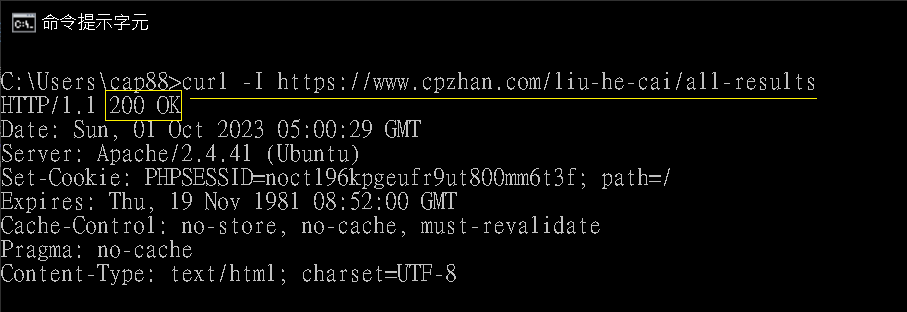 命令提示字元
C:\Users\cap88>curl -I https://www.cpzhan.com/liu-he-cai/all-results
HTTP/1.1 200 OK
Date: Sun, 01 Oct 2023 05:00:29 GMT
Server: Apache/2.4.41 (Ubuntu)
Set-Cookie: PHPSESSID=noct196kpgeufr9ut800mm6t3f; path=/
Expires: Thu, 19 Nov 1981 08:52:00 GMT
Cache-Control: no-store, no-cache, must-revalidate
Pragma: no-cache
Content-Type: text/html; charset=UTF-8